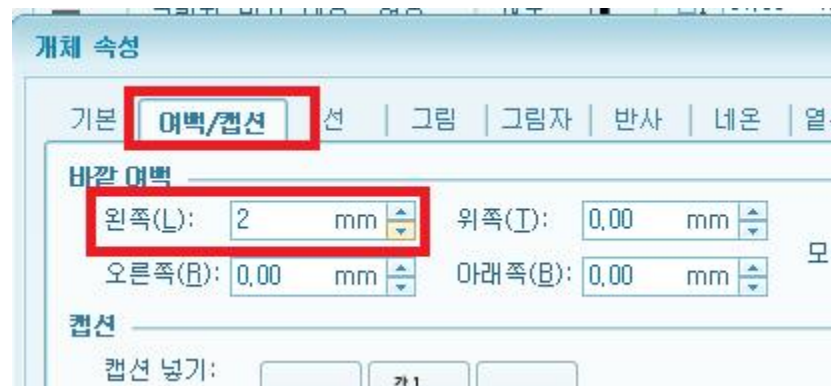 개체 속성
기본 여백/캡션 선 그림 그림자 반사 네온
바깥 여백
왼쪽(L): 2 mm 위쪽(T): 0.00 mm
모
오른쪽(R): 0.00 mm 아래쪽(B): 0.00 mm
캡션
캡션 넣기: